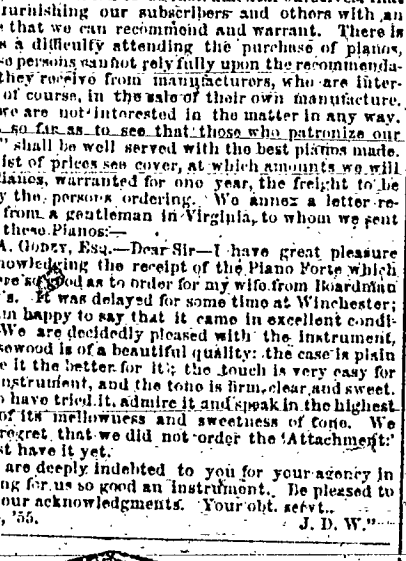 furnishing our subscribers and others with an
that we can recommend and warrant. There is
s a difficulty attending the purchase of pianos,
so persons cannot rely fully upon the recommenda-
they receive from manufacturers, who are inter-
of course, in the sale of their own manufacture.
we are not interested in the matter in any way.
so far as to see that those who patronize our
" shall be well served with the best pianos made.
ist of prices see cover, at which amounts we will
ianos, warranted for one year, the freight to be
y the persons ordering. We annex a letter re-
from a gentleman in Virginia, to whom we sent
these Pianos:—
A. GODEY, ESQ.—Dear Sir—I have great pleasure
nowledging the receipt of the Piano Forte which
ere so good as to order for my wife from Boardman
's. It was delayed for some time at Winchester;
am happy to say that it came in excellent condi-
We are decidedly pleased with the instrument,
sewood is of a beautiful quality: the case is plain
e it the better for it; the touch is very easy for
instrument, and the tone is firm, clear and sweet.
o have tried it, admire it and speak in the highest
of its mellowness and sweetness of tone. We
regret that we did not order the 'Attachment:'
st have it yet.
are deeply indebted to you for your agency in
ng for us so good an instrument. Be pleased to
our acknowledgments. Your obt. servt.,
, '55. J. D. W."